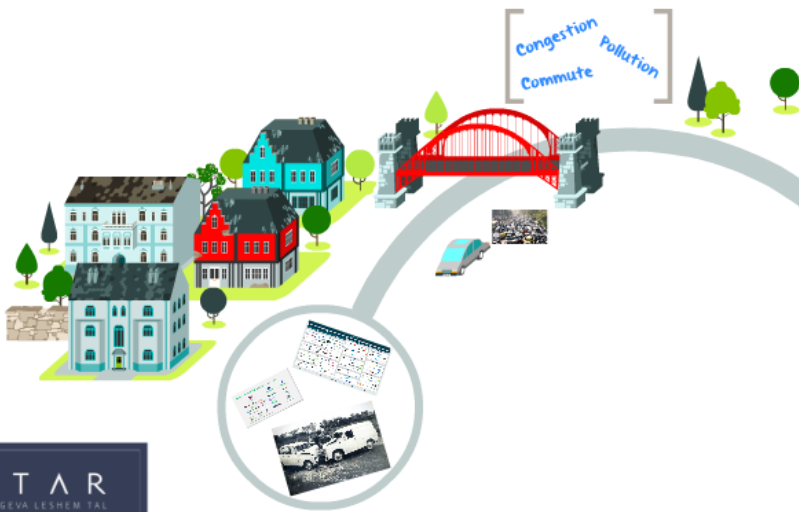 Congestion
Pollution
Commute
TAR
GEVA LESHEM TAL